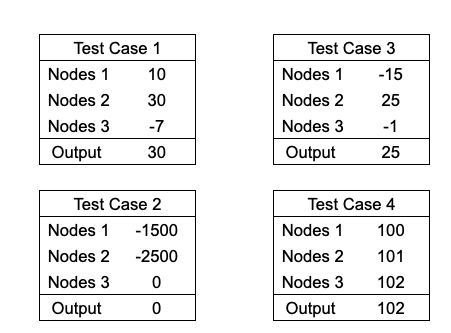 Test Case 1
Nodes 1 10
Nodes 2 30
Nodes 3 -7
Output 30
Test Case 3
Nodes 1 -15
Nodes 2 25
Nodes 3 -1
Output 25
Test Case 2
Nodes 1 -1500
Nodes 2 -2500
Nodes 3 0
Output 0
Test Case 4
Nodes 1 100
Nodes 2 101
Nodes 3 102
Output 102